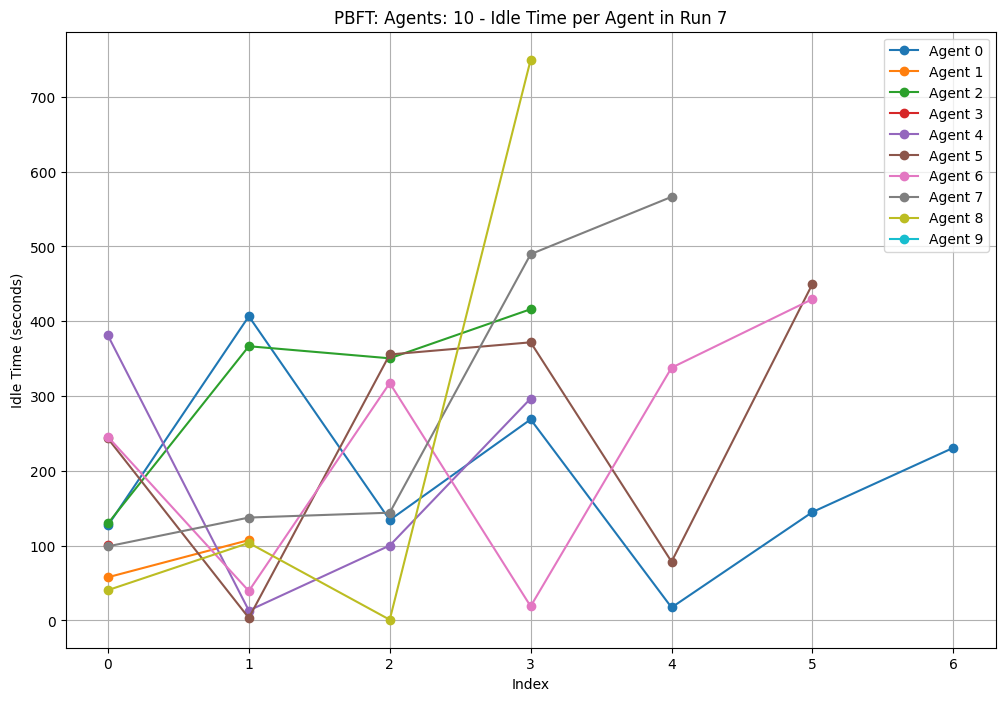 PBFT: Agents: 10 - Idle Time per Agent in Run 7
Agent 0
Agent 1
Agent 2
Agent 3
Agent 4
Agent 5
Agent 6
Agent 7
Agent 8
Agent 9
700
600
500
400
300
200
100
0
Idle Time (seconds)
0 1 2 3 4 5 6
Index